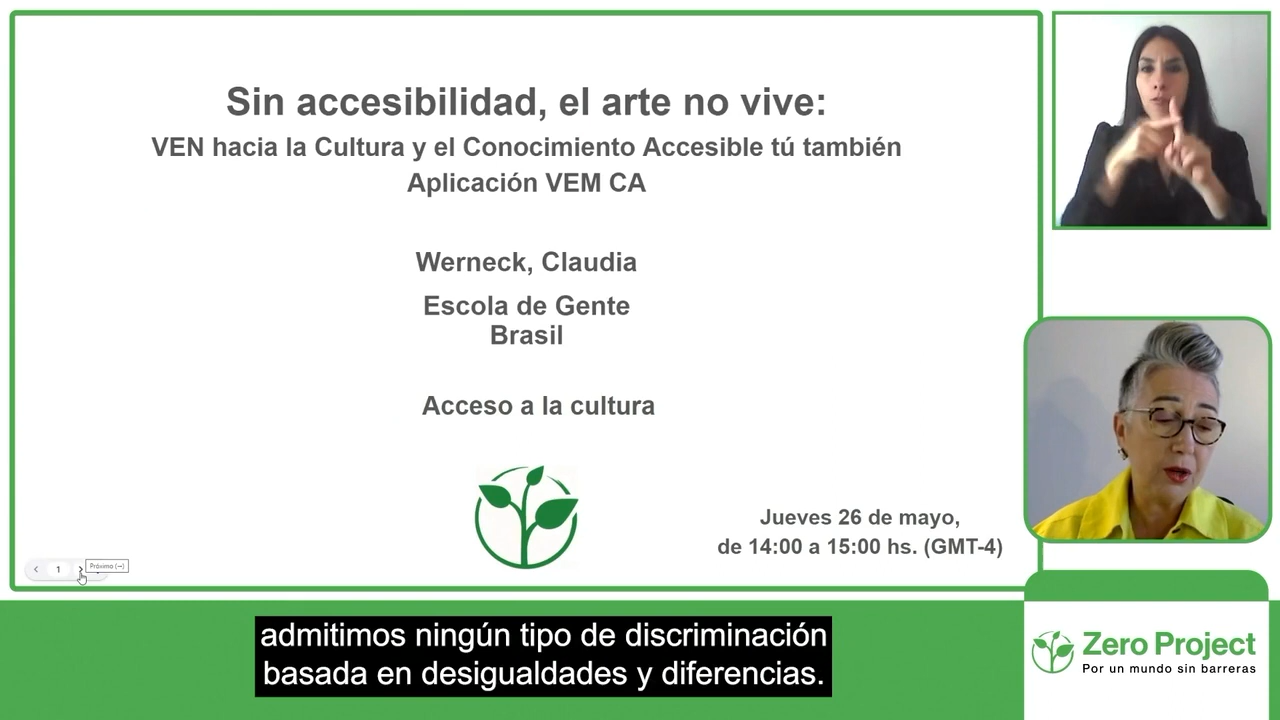 Sin accesibilidad, el arte no vive:
VEN hacia la Cultura y el Conocimiento Accesible tú también
Aplicación VEM CA
Werneck, Claudia
Escola de Gente
Brasil
Acceso a la cultura
Jueves 26 de mayo,
de 14:00 a 15:00 hs. (GMT-4)
1
Próximo (→)
admitimos ningún tipo de discriminación
basada en desigualdades y diferencias.
Zero Project
Por un mundo sin barreras